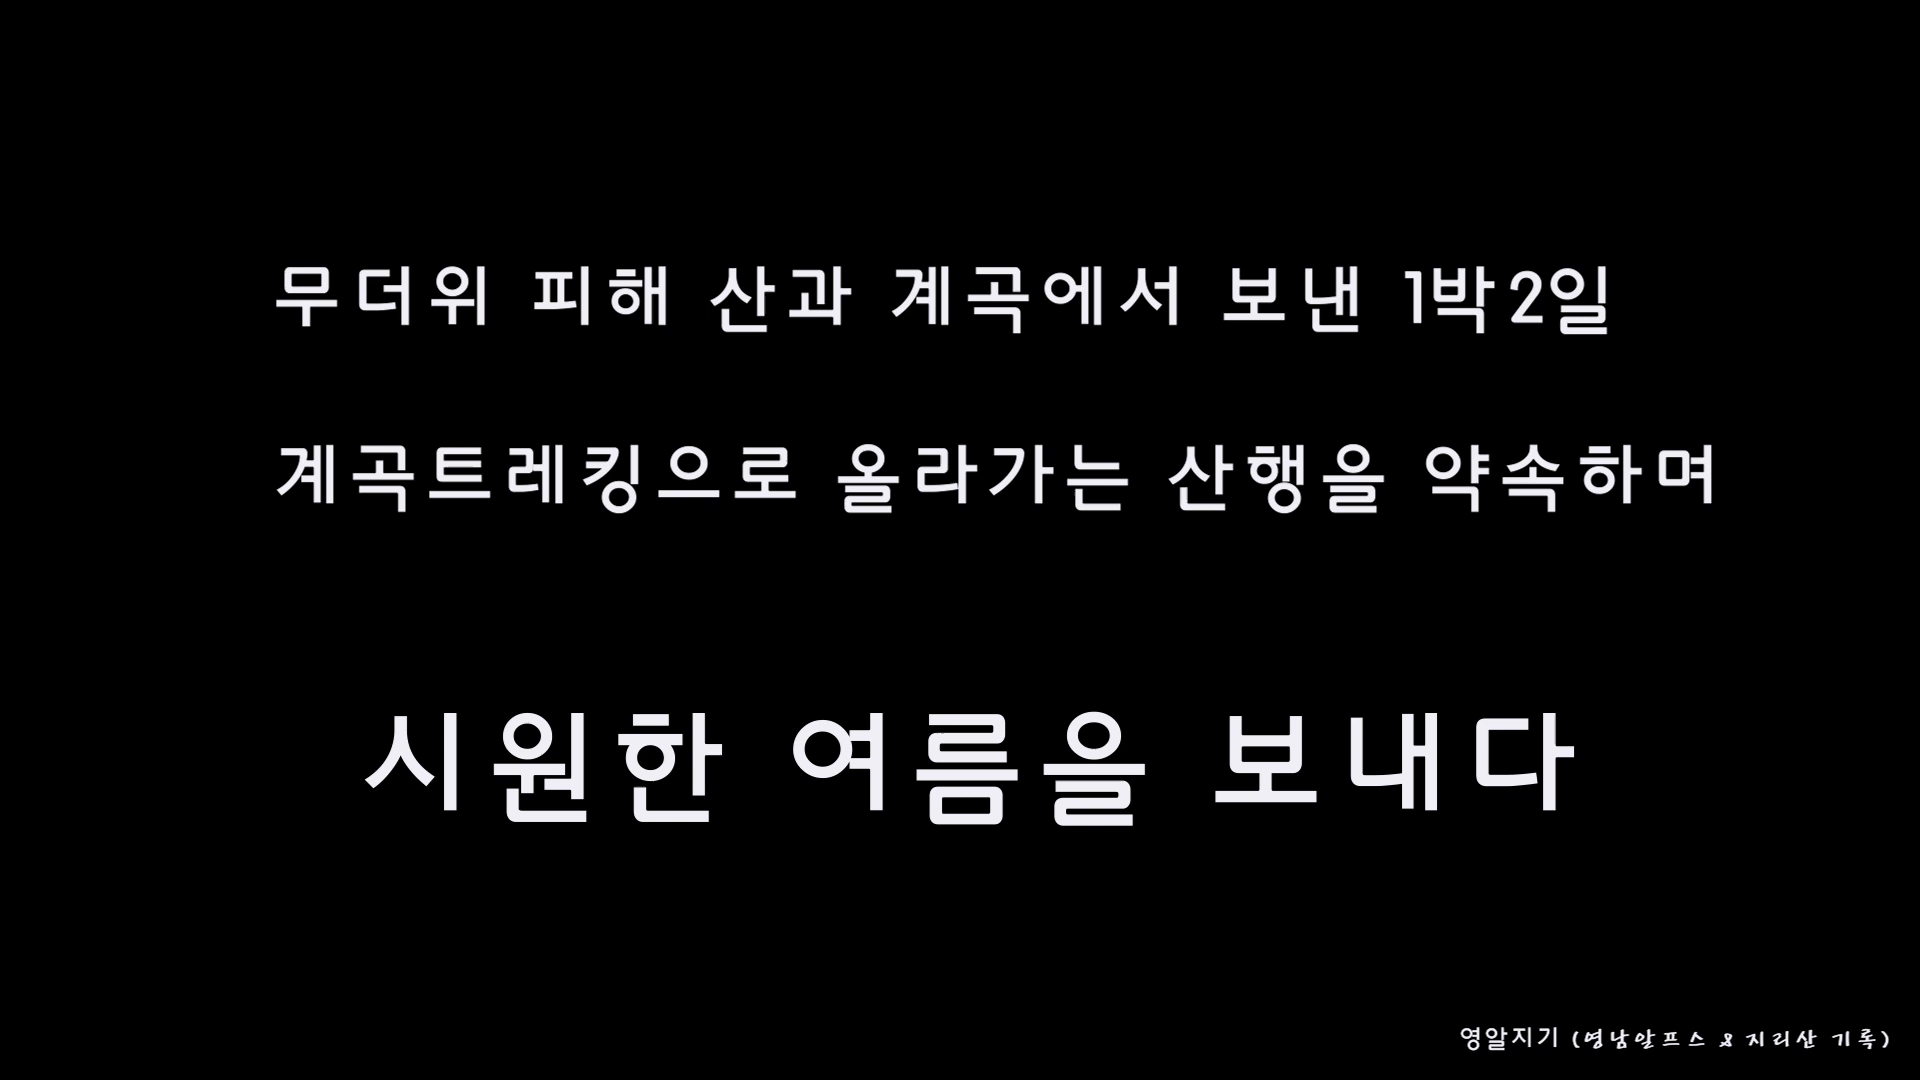 무더위 피해 산과 계곡에서 보낸 1박2일
계곡트레킹으로 올라가는 산행을 약속하며
시원한 여름을 보내다
영알지기 (영남알프스 & 지리산 기록)